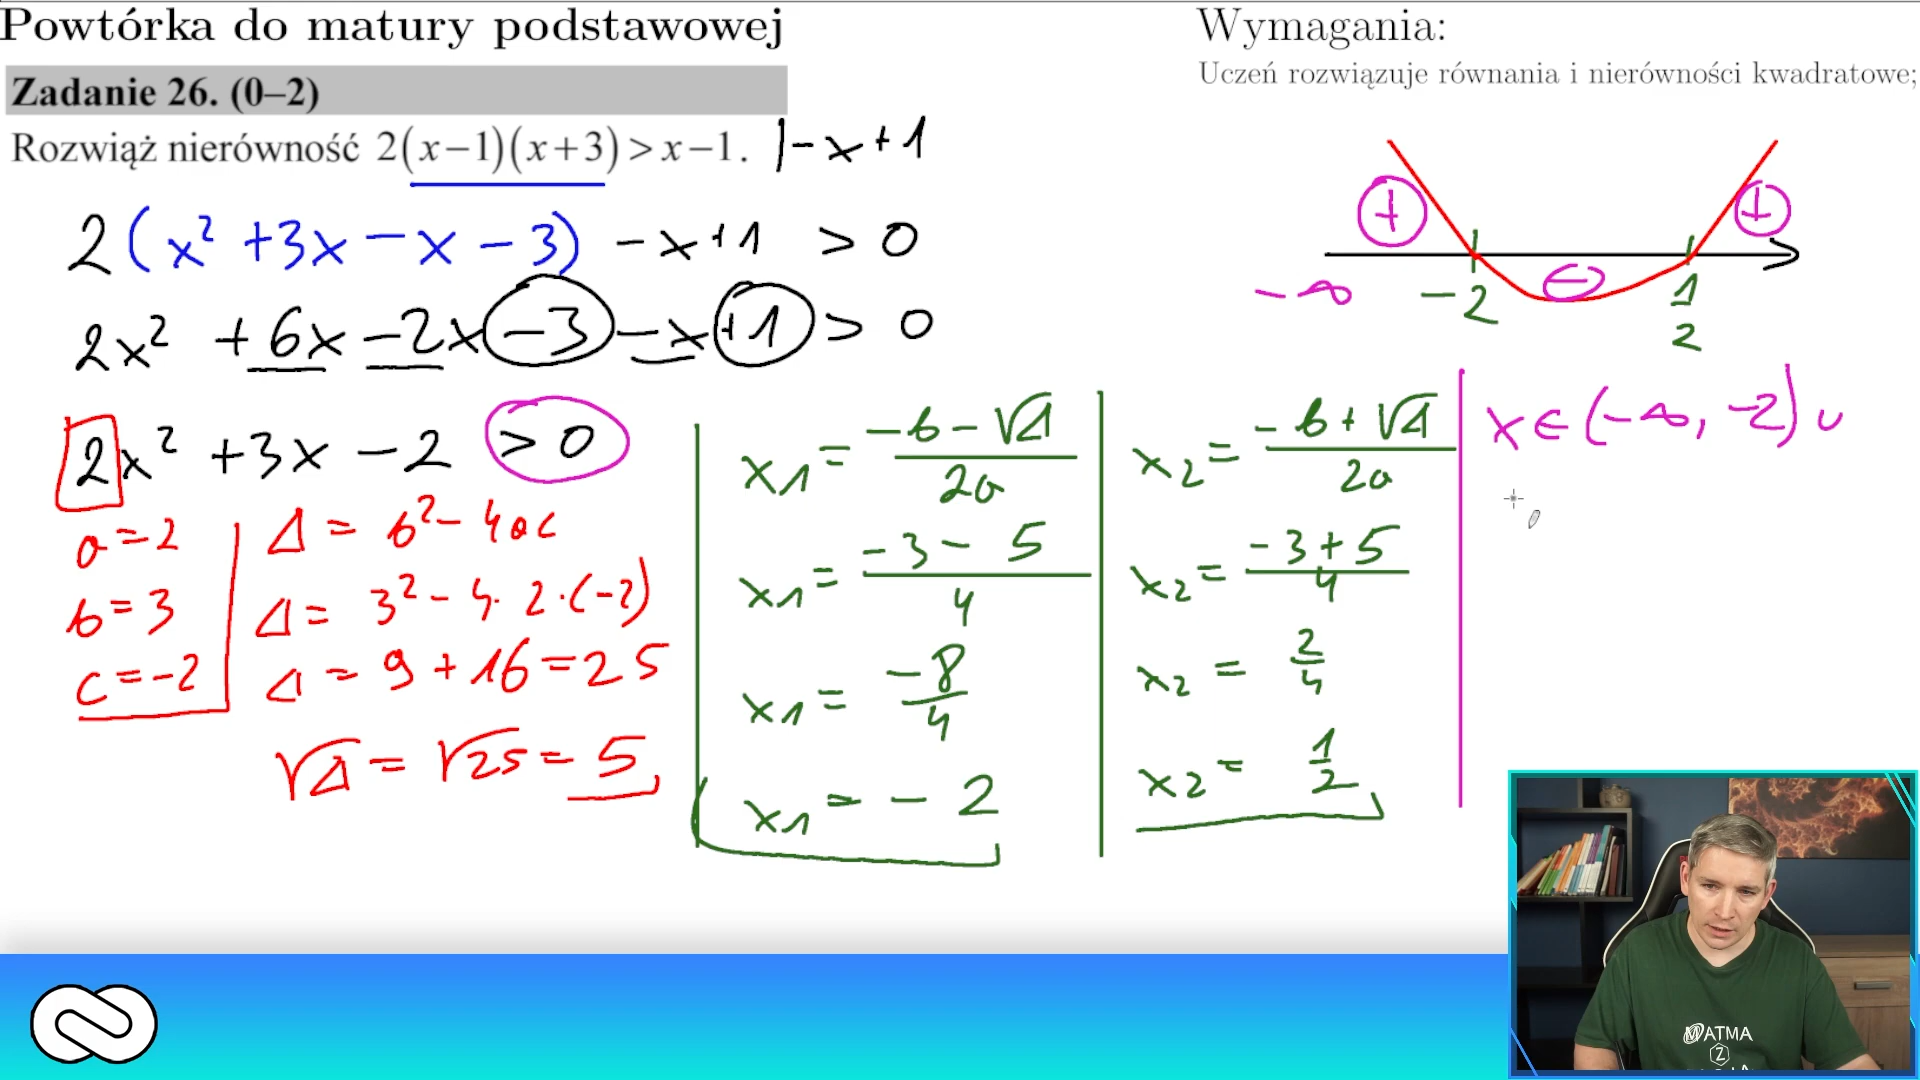 Powtórka do matury podstawowej
Wymagania:
Uczeń rozwiązuje równania i nierówności kwadratowe;
Zadanie 26. (0–2)
Rozwiąż nierówność 2(x−1)(x+3)>x−1. |−x+1
2(x² +3x −x −3) −x+1 > 0
2x² +6x −2x −3 −x +1 > 0
2x² +3x −2 > 0
a=2
b=3
c=−2
Δ = b²− 4ac
Δ = 3²− 4·2·(−2)
Δ = 9 + 16 = 25
√Δ = √25 = 5
x1 = −b−√Δ / 2a
x1 = −3 − 5 / 4
x1 = −8/4
x1 = − 2
x2 = −b+√Δ / 2a
x2 = −3+5 / 4
x2 = 2/4
x2 = 1/2
+ − +
−∞ −2 1/2
x∈(−∞, −2) ∪
MATMA
Z